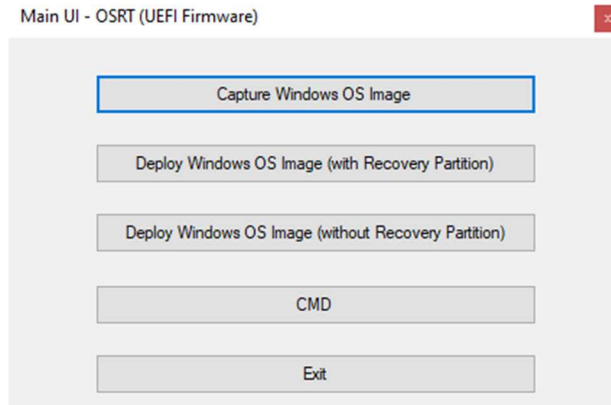 Main UI - OSRT (UEFI Firmware)
x
Capture Windows OS Image
Deploy Windows OS Image (with Recovery Partition)
Deploy Windows OS Image (without Recovery Partition)
CMD
Exit